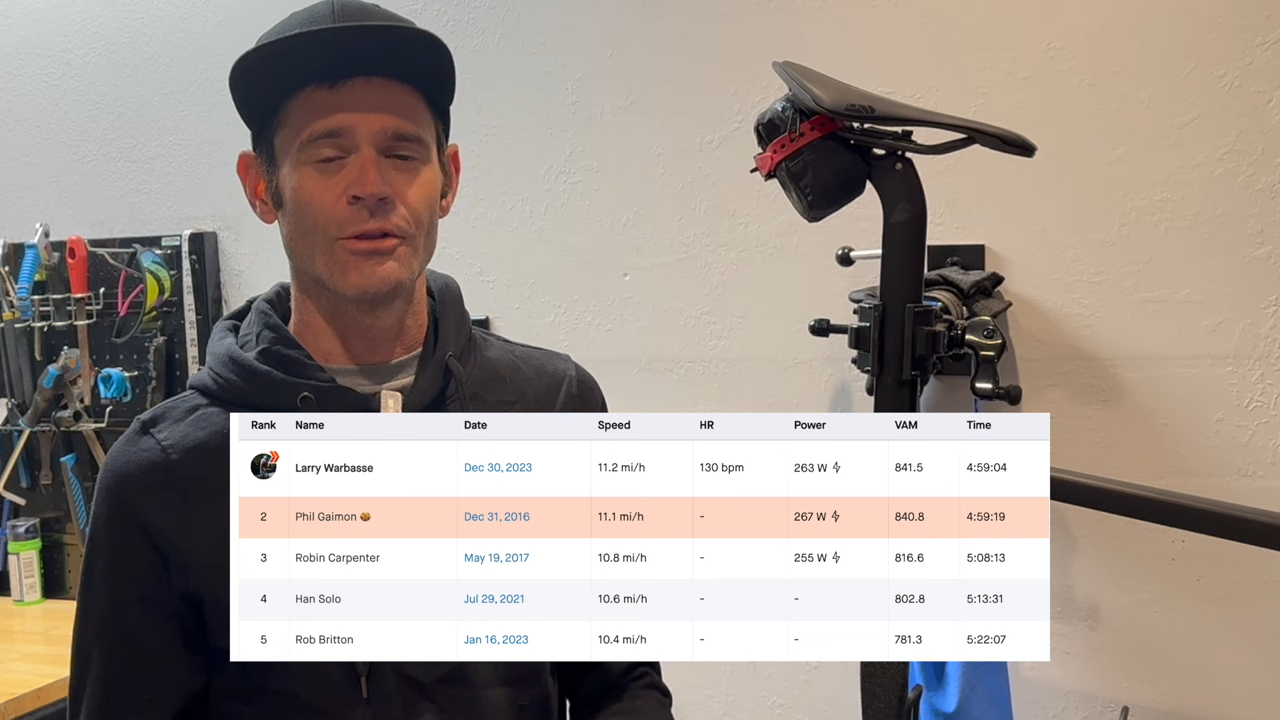 Rank Name Date Speed HR Power VAM Time
Larry Warbasse Dec 30, 2023 11.2 mi/h 130 bpm 263 W 841.5 4:59:04
2 Phil Gaimon Dec 31, 2016 11.1 mi/h - 267 W 840.8 4:59:19
3 Robin Carpenter May 19, 2017 10.8 mi/h - 255 W 816.6 5:08:13
4 Han Solo Jul 29, 2021 10.6 mi/h - - 802.8 5:13:31
5 Rob Britton Jan 16, 2023 10.4 mi/h - - 781.3 5:22:07